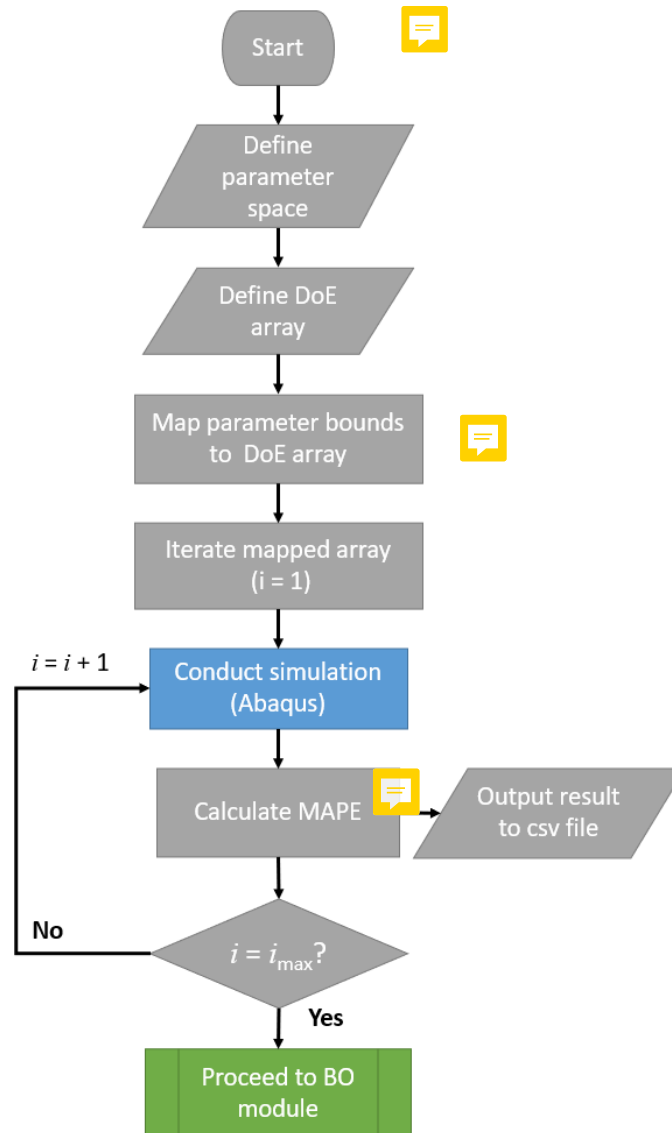 Start
Define
parameter
space
Define DoE
array
Map parameter bounds
to DoE array
Iterate mapped array
(i = 1)
i = i + 1
Conduct simulation
(Abaqus)
Calculate MAPE
Output result
to csv file
No
i = imax?
Yes
Proceed to BO
module